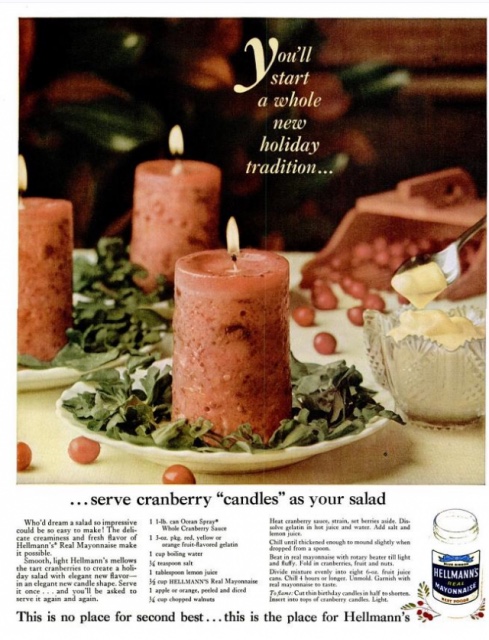 You'll
start
a whole
new
holiday
tradition...
...serve cranberry "candles" as your salad
Who'd dream a salad so impressive
could be so easy to make! The deli-
cate creaminess and fresh flavor of
Hellmann's® Real Mayonnaise make
it possible.
Smooth, light Hellmann's mellows
the tart cranberries to create a holi-
day salad with elegant new flavor—
in an elegant new candle shape. Serve
it once . . . and you'll be asked to
serve it again and again.
1 1-lb. can Ocean Spray®
Whole Cranberry Sauce
1 3-oz. pkg. red, yellow or
orange fruit-flavored gelatin
1 cup boiling water
¼ teaspoon salt
1 tablespoon lemon juice
½ cup HELLMANN'S Real Mayonnaise
1 apple or orange, peeled and diced
¼ cup chopped walnuts
Heat cranberry sauce, strain, set berries aside. Dis-
solve gelatin in hot juice and water. Add salt and
lemon juice.
Chill until thickened enough to mound slightly when
dropped from a spoon.
Beat in real mayonnaise with rotary beater till light
and fluffy. Fold in cranberries, fruit and nuts.
Divide mixture evenly into eight 6-oz. fruit juice
cans. Chill 4 hours or longer. Unmold. Garnish with
real mayonnaise to taste.
To flame: Cut thin birthday candles in half to shorten.
Insert into tops of cranberry candles. Light.
HELLMANN'S
REAL
MAYONNAISE
This is no place for second best...this is the place for Hellmann's